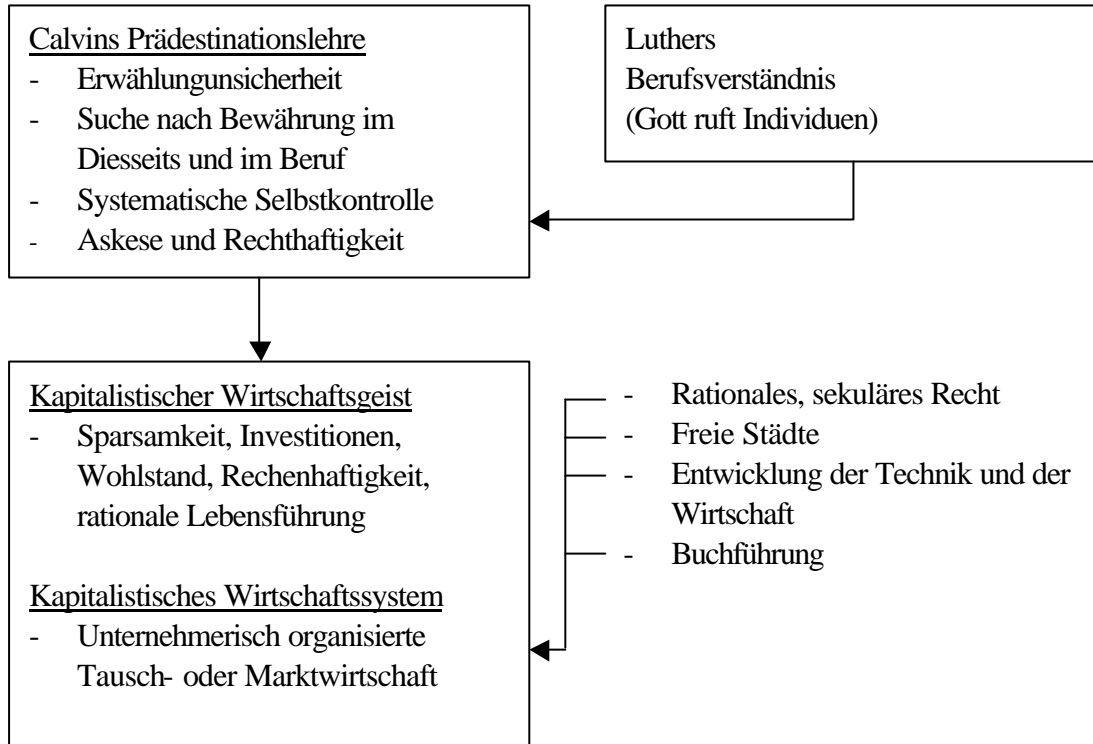 Calvins Prädestinationslehre
- Erwählungunsicherheit
- Suche nach Bewährung im
Diesseits und im Beruf
- Systematische Selbstkontrolle
- Askese und Rechthaftigkeit
Luthers
Berufsverständnis
(Gott ruft Individuen)
Kapitalistischer Wirtschaftsgeist
- Sparsamkeit, Investitionen,
Wohlstand, Rechenhaftigkeit,
rationale Lebensführung
Kapitalistisches Wirtschaftssystem
- Unternehmerisch organisierte
Tausch- oder Marktwirtschaft
- Rationales, sekuläres Recht
- Freie Städte
- Entwicklung der Technik und der
Wirtschaft
- Buchführung